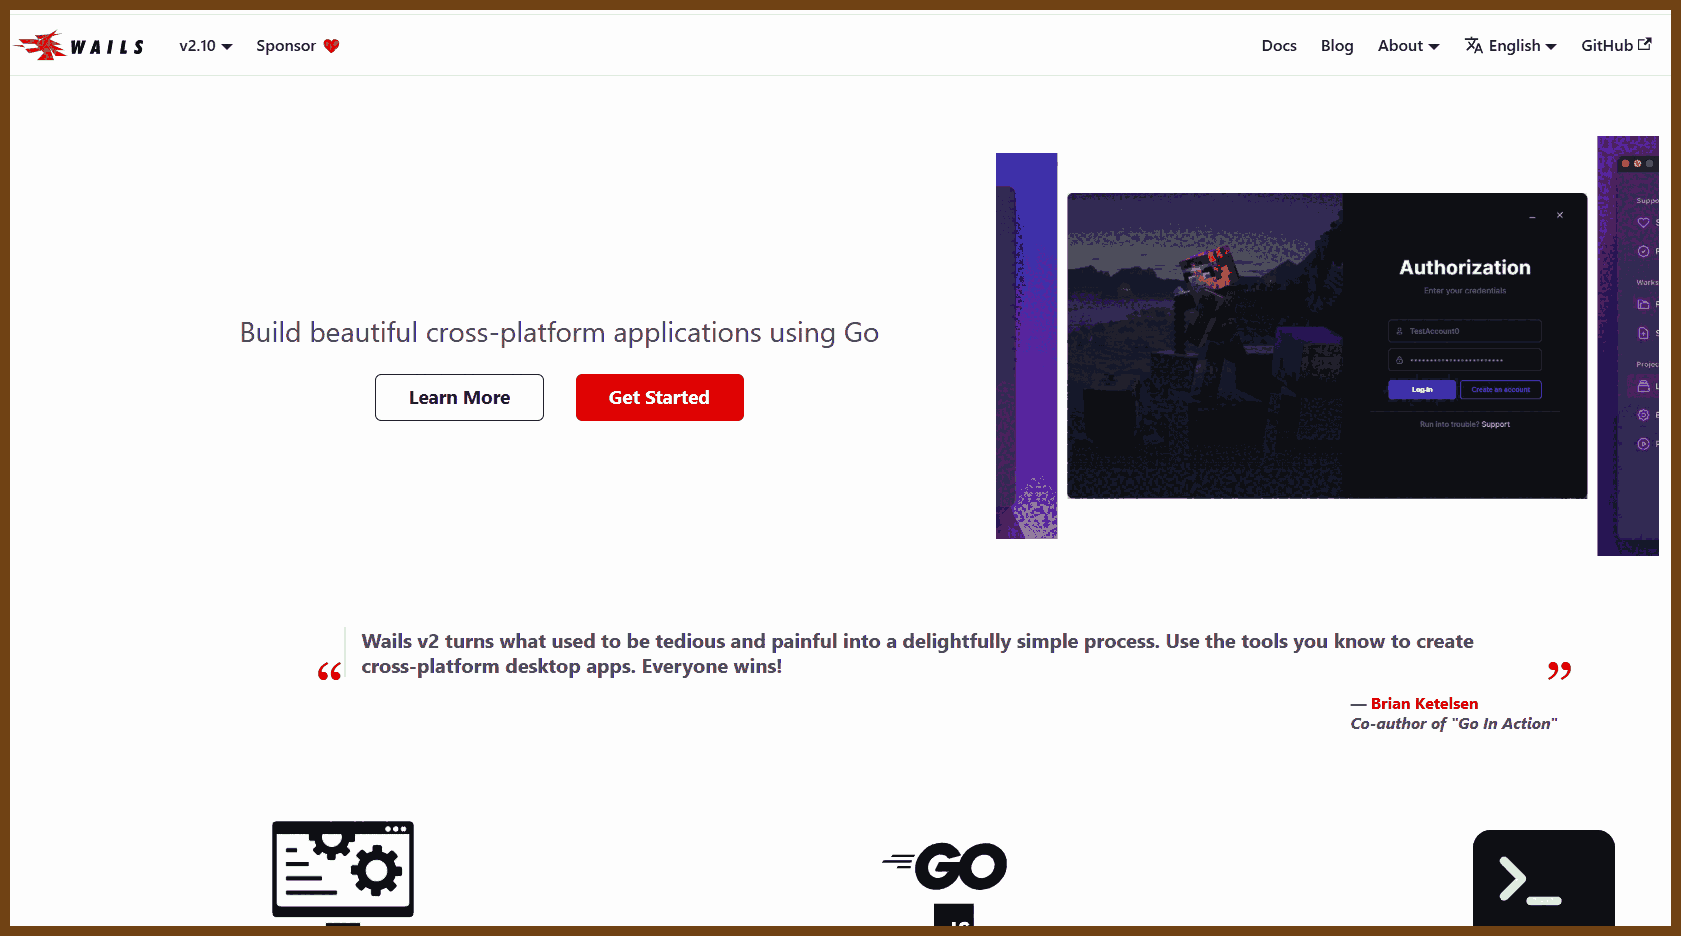 WAILS
v2.10
Sponsor
Docs
Blog
About
English
GitHub
Build beautiful cross-platform applications using Go
Learn More
Get Started
Authorization
Enter your credentials
TestAccount0
Log-in
Create an account
Run into trouble? Support
Wails v2 turns what used to be tedious and painful into a delightfully simple process. Use the tools you know to create
cross-platform desktop apps. Everyone wins!
— Brian Ketelsen
Co-author of "Go In Action"
GO